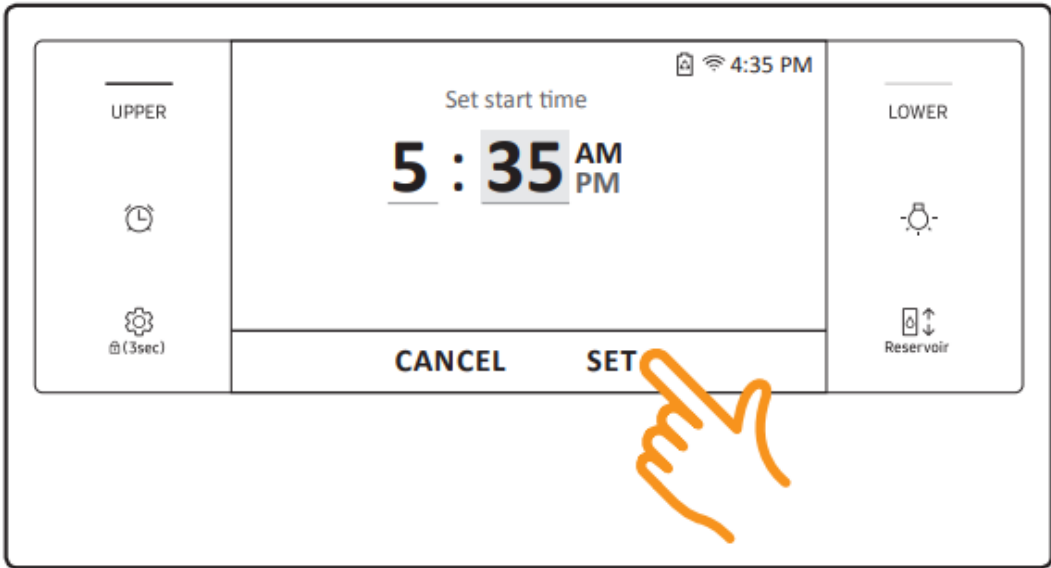 4:35 PM
UPPER
Set start time
LOWER
5 : 35 AM
PM
(3sec)
Reservoir
CANCEL SET